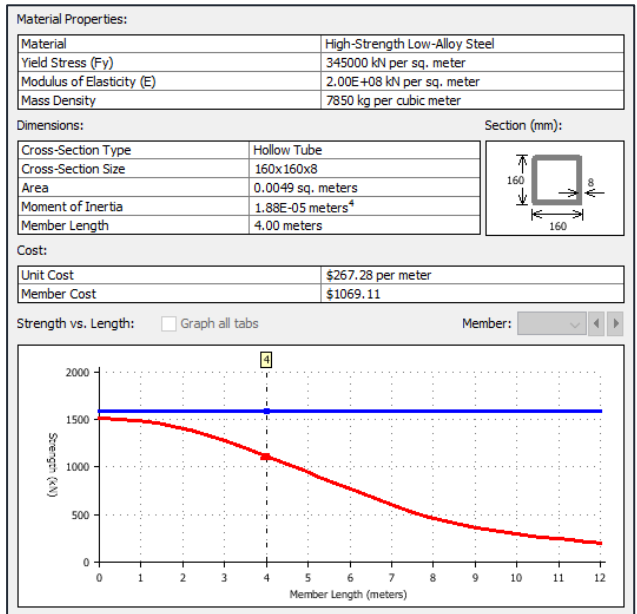 Material Properties:
Material High-Strength Low-Alloy Steel
Yield Stress (Fy) 345000 kN per sq. meter
Modulus of Elasticity (E) 2.00E+08 kN per sq. meter
Mass Density 7850 kg per cubic meter
Dimensions: Section (mm):
Cross-Section Type Hollow Tube
Cross-Section Size 160x160x8
Area 0.0049 sq. meters
Moment of Inertia 1.88E-05 meters⁴
Member Length 4.00 meters
160 8
160
Cost:
Unit Cost $267.28 per meter
Member Cost $1069.11
Strength vs. Length: Graph all tabs Member:
4
2000
1500
1000
500
0
Strength (kN)
0 1 2 3 4 5 6 7 8 9 10 11 12
Member Length (meters)